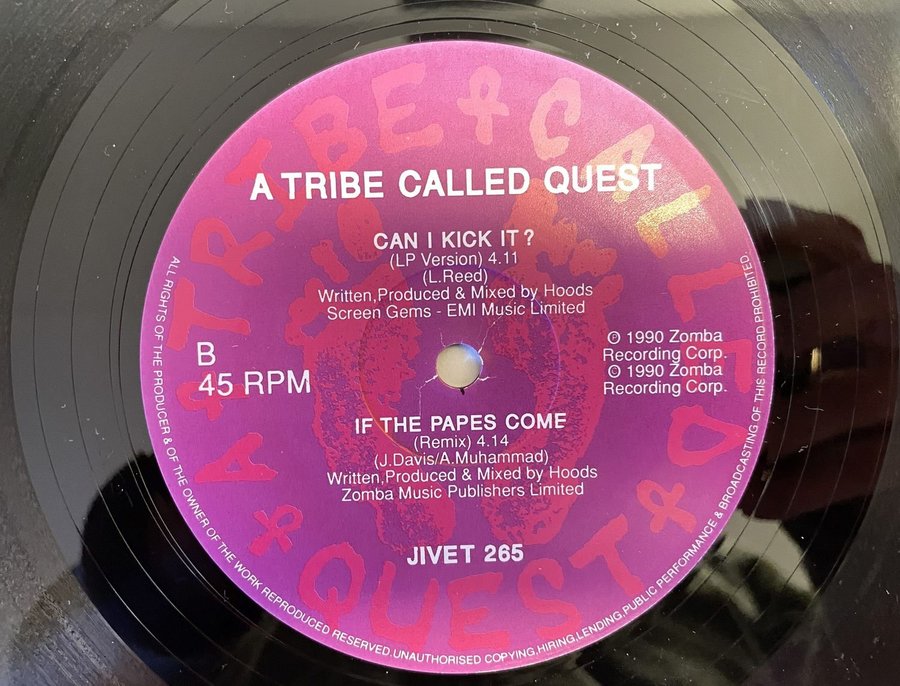 A TRIBE CALLED QUEST
A TRIBE CALLED QUEST
CAN I KICK IT?
(LP Version) 4.11
(L.Reed)
Written,Produced & Mixed by Hoods
Screen Gems - EMI Music Limited
B
45 RPM
℗ 1990 Zomba
Recording Corp.
© 1990 Zomba
Recording Corp.
IF THE PAPES COME
(Remix) 4.14
(J.Davis/A.Muhammad)
Written,Produced & Mixed by Hoods
Zomba Music Publishers Limited
JIVET 265
ALL RIGHTS OF THE PRODUCER & OF THE OWNER OF THE WORK REPRODUCED RESERVED.UNAUTHORISED COPYING,HIRING,LENDING,PUBLIC PERFORMANCE & BROADCASTING OF THIS RECORD PROHIBITED.